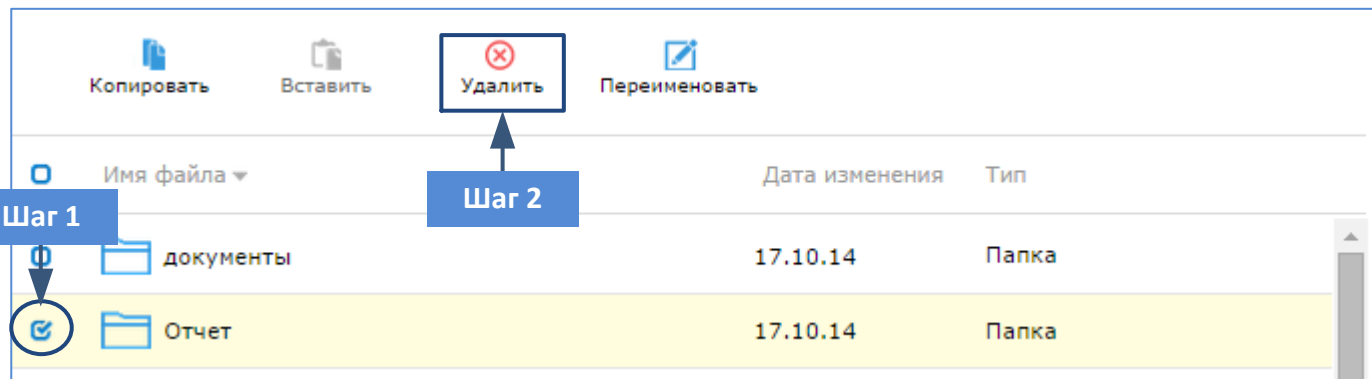 Копировать Вставить Удалить Переименовать
Имя файла Дата изменения Тип
Шаг 2
Шаг 1
документы 17.10.14 Папка
Отчет 17.10.14 Папка